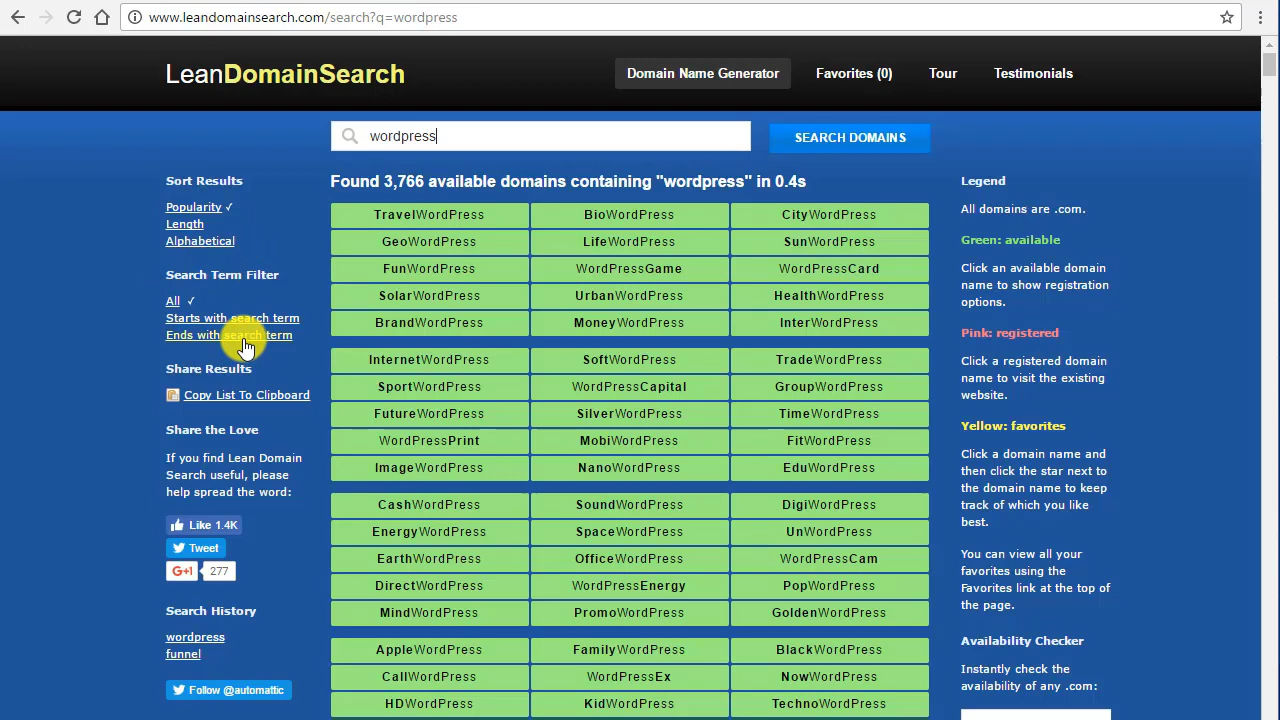 www.leandomainsearch.com/search?q=wordpress
LeanDomainSearch
Domain Name Generator
Favorites (0)
Tour
Testimonials
wordpress
SEARCH DOMAINS
Sort Results
Popularity ✓
Length
Alphabetical
Search Term Filter
All ✓
Starts with search term
Ends with search term
Share Results
Copy List To Clipboard
Share the Love
If you find Lean Domain
Search useful, please
help spread the word:
Like 1.4K
Tweet
G+1 277
Search History
wordpress
funnel
Follow @automattic
Found 3,766 available domains containing "wordpress" in 0.4s
TravelWordPress BioWordPress CityWordPress
GeoWordPress LifeWordPress SunWordPress
FunWordPress WordPressGame WordPressCard
SolarWordPress UrbanWordPress HealthWordPress
BrandWordPress MoneyWordPress InterWordPress
InternetWordPress SoftWordPress TradeWordPress
SportWordPress WordPressCapital GroupWordPress
FutureWordPress SilverWordPress TimeWordPress
WordPressPrint MobiWordPress FitWordPress
ImageWordPress NanoWordPress EduWordPress
CashWordPress SoundWordPress DigiWordPress
EnergyWordPress SpaceWordPress UnWordPress
EarthWordPress OfficeWordPress WordPressCam
DirectWordPress WordPressEnergy PopWordPress
MindWordPress PromoWordPress GoldenWordPress
AppleWordPress FamilyWordPress BlackWordPress
CallWordPress WordPressEx NowWordPress
HDWordPress KidWordPress TechnoWordPress
Legend
All domains are .com.
Green: available
Click an available domain
name to show registration
options.
Pink: registered
Click a registered domain
name to visit the existing
website.
Yellow: favorites
Click a domain name and
then click the star next to
the domain name to keep
track of which you like
best.
You can view all your
favorites using the
Favorites link at the top of
the page.
Availability Checker
Instantly check the
availability of any .com: